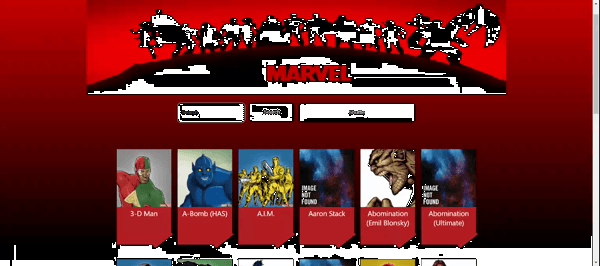 MARVEL
3-D Man
A-Bomb (HAS)
A.I.M.
IMAGE
NOT
FOUND
Aaron Stack
Abomination
(Emil Blonsky)
IMAGE
NOT
FOUND
Abomination
(Ultimate)